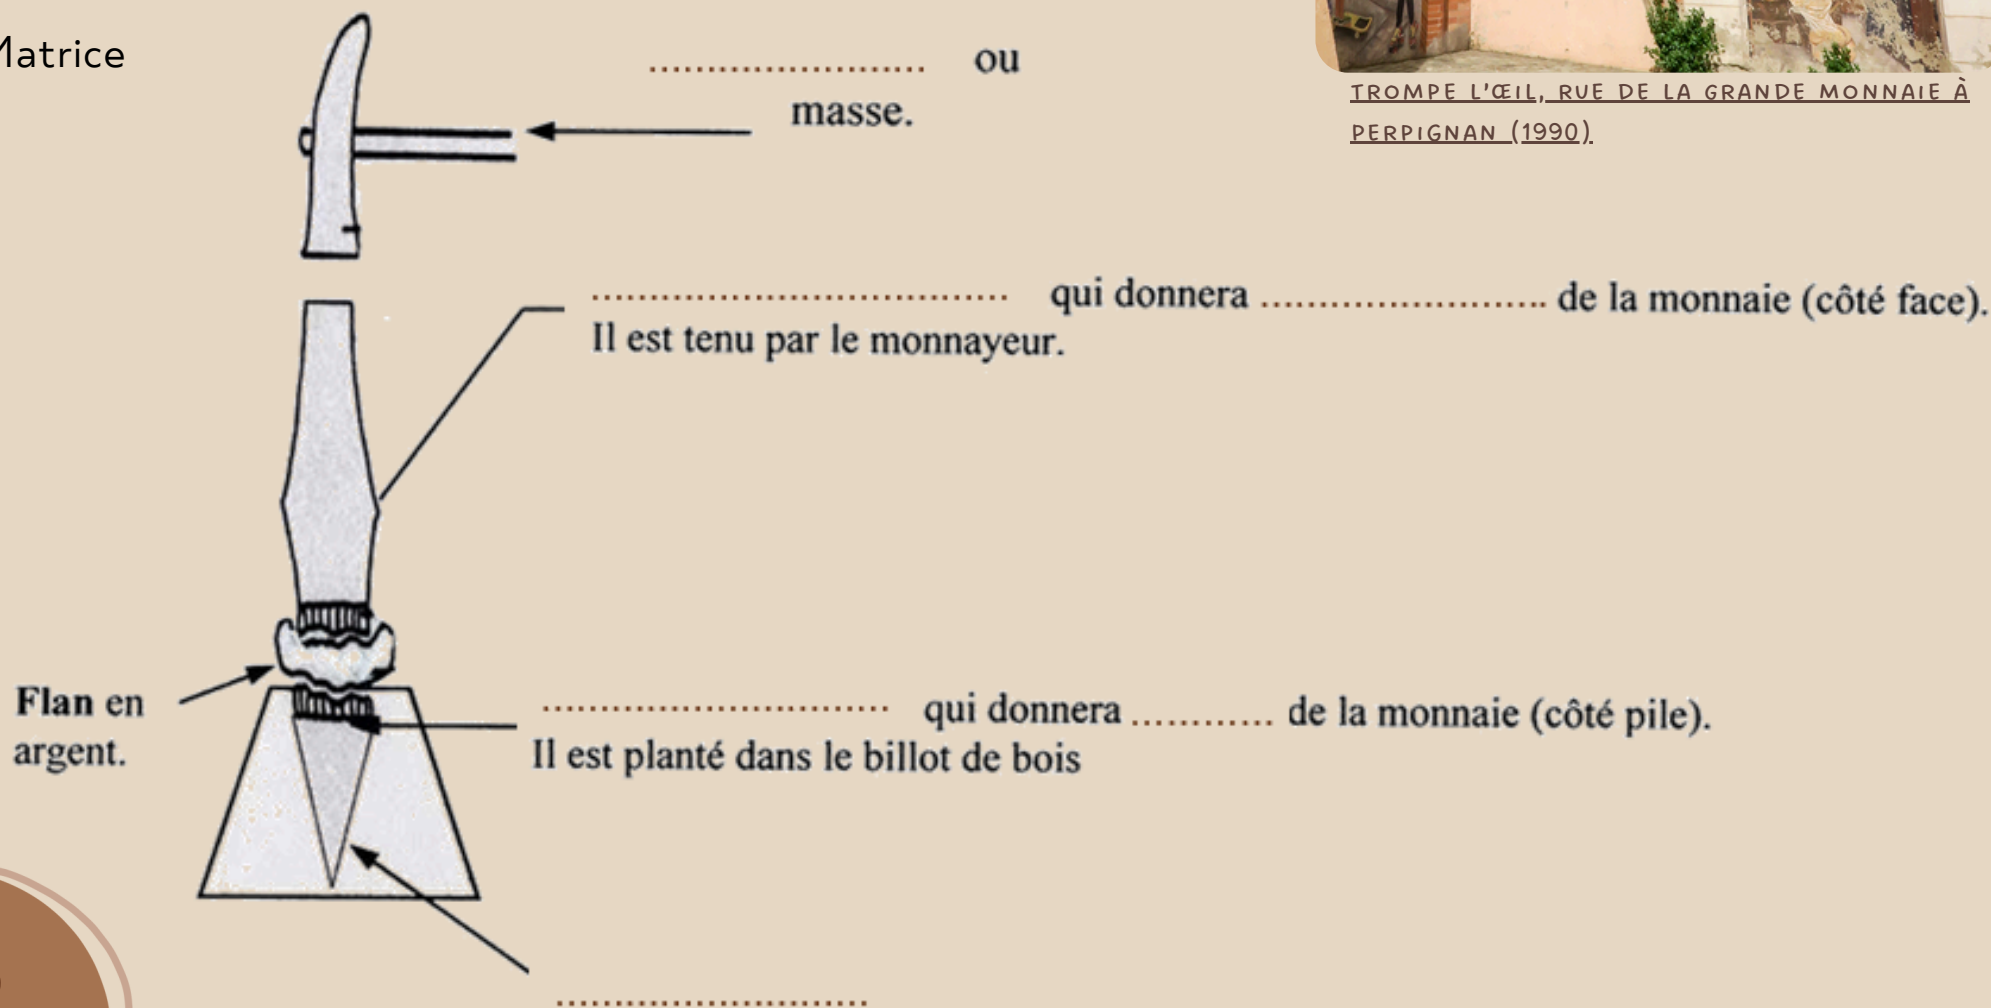 Matrice
........................ ou
masse.
TROMPE L'ŒIL, RUE DE LA GRANDE MONNAIE À
PERPIGNAN (1990)
.................................... qui donnera ......................... de la monnaie (côté face).
Il est tenu par le monnayeur.
Flan en
argent.
.............................. qui donnera ............ de la monnaie (côté pile).
Il est planté dans le billot de bois
...........................